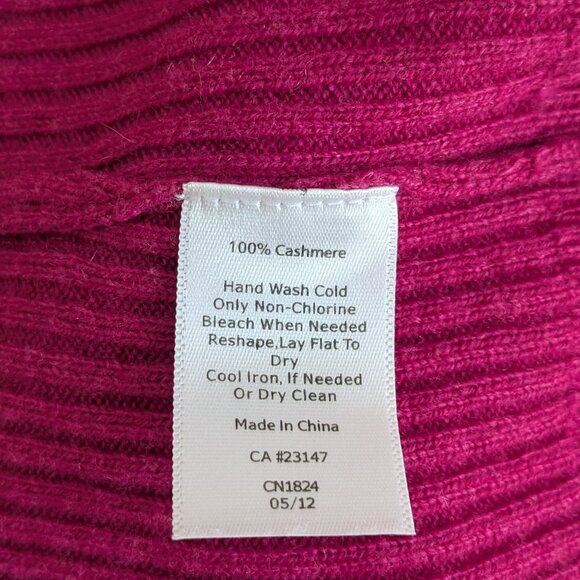 100% Cashmere
Hand Wash Cold
Only Non-Chlorine
Bleach When Needed
Reshape,Lay Flat To
Dry
Cool Iron, If Needed
Or Dry Clean
Made In China
CA #23147
CN1824
05/12